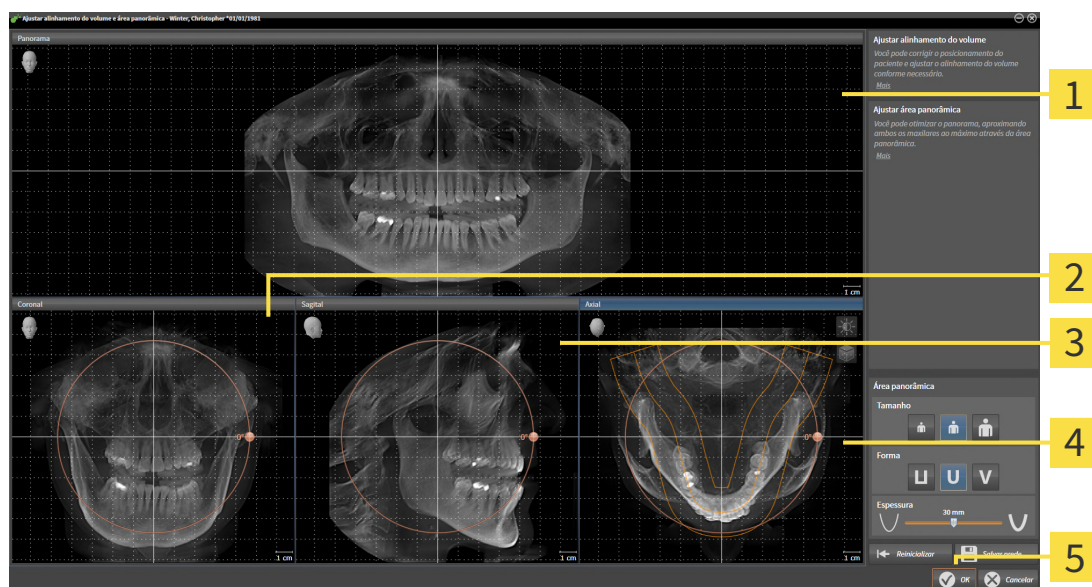 Ajustar alinhamento do volume e área panorâmica - Winter, Christopher *01/01/1981
Panorama
1 cm
Ajustar alinhamento do volume
Você pode corrigir o posicionamento do
paciente e ajustar o alinhamento do volume
conforme necessário.
Mais
Ajustar área panorâmica
Você pode otimizar o panorama, aproximando
ambos os maxilares ao máximo através da área
panorâmica.
Mais
1
2
3
4
5
Coronal
0°
1 cm
Sagital
0°
1 cm
Axial
0°
1 cm
Área panorâmica
Tamanho
Forma
U U V
Espessura
30 mm
Reinicializar
OK
Cancelar